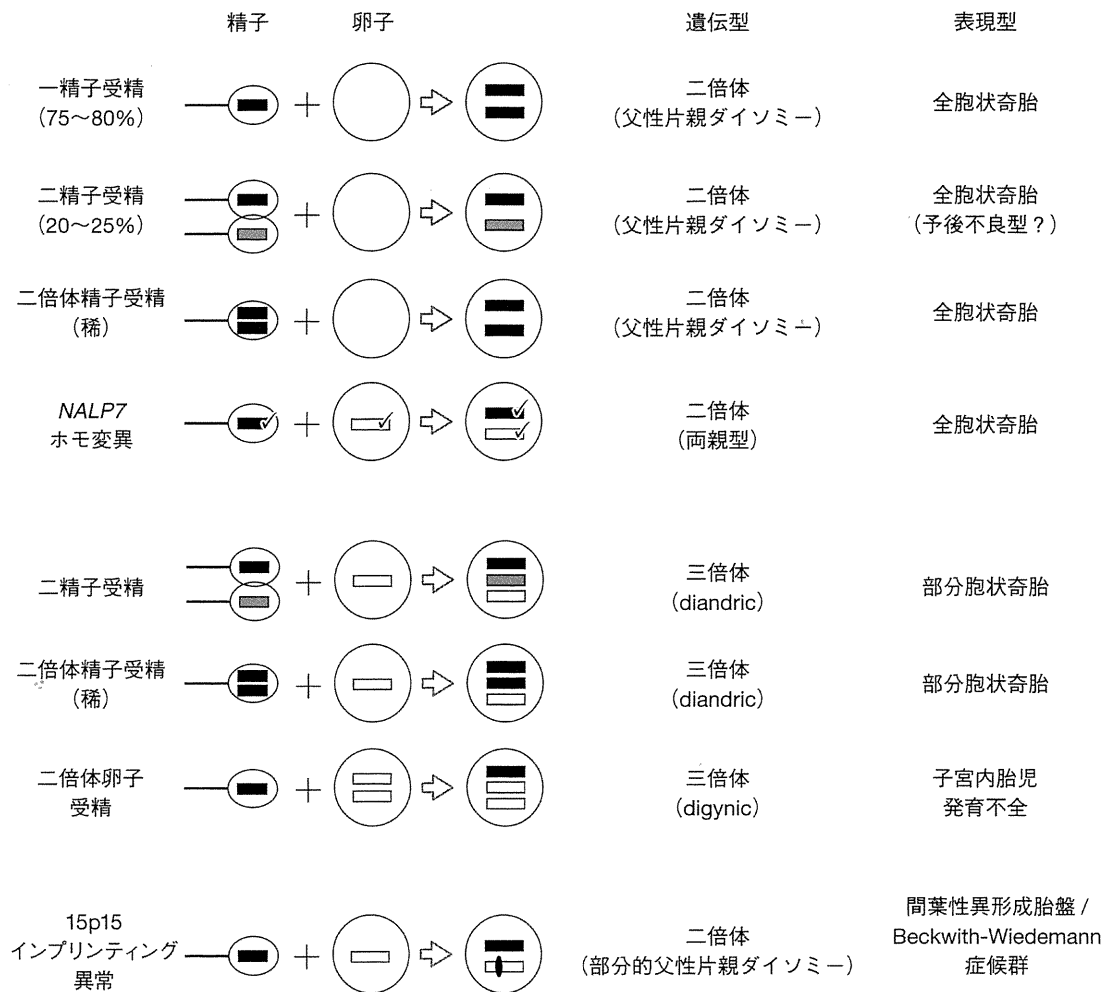 精子 卵子 遺伝型 表現型
一精子受精
(75〜80%)
二倍体
(父性片親ダイソミー)
全胞状奇胎
二精子受精
(20〜25%)
二倍体
(父性片親ダイソミー)
全胞状奇胎
(予後不良型?)
二倍体精子受精
(稀)
二倍体
(父性片親ダイソミー)
全胞状奇胎
NALP7
ホモ変異
二倍体
(両親型)
全胞状奇胎
二精子受精
三倍体
(diandric)
部分胞状奇胎
二倍体精子受精
(稀)
三倍体
(diandric)
部分胞状奇胎
二倍体卵子
受精
三倍体
(digynic)
子宮内胎児
発育不全
15p15
インプリンティング
異常
二倍体
(部分的父性片親ダイソミー)
間葉性異形成胎盤 /
Beckwith-Wiedemann
症候群